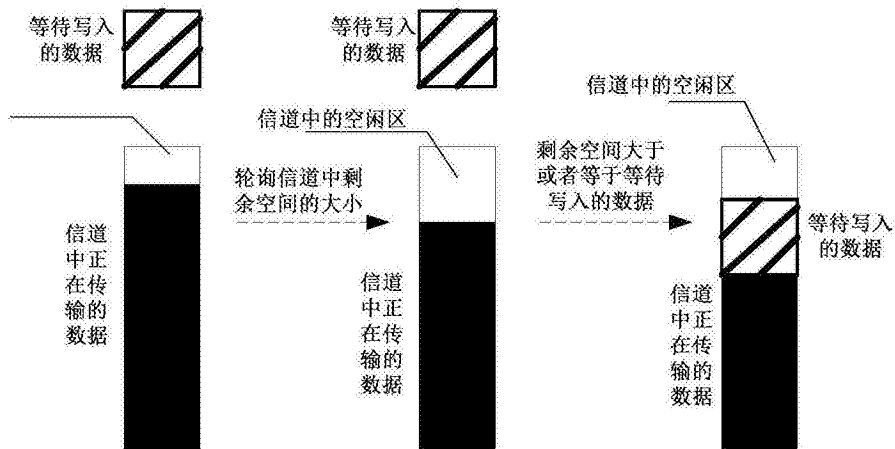 等待写入
的数据
信道
中正
在传
输的
数据
轮询信道中剩
余空间的大小
等待写入
的数据
信道中的空闲区
信道
中正
在传
输的
数据
剩余空间大于
或者等于等待
写入的数据
信道中的空闲区
等待写入
的数据
信道
中正
在传
输的
数据